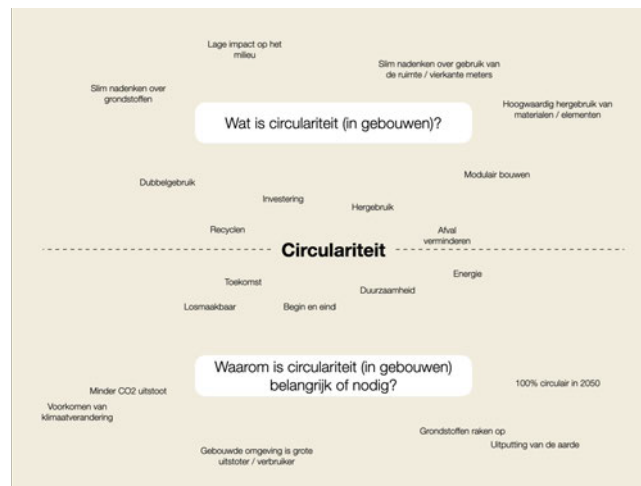 Lage impact op het
milieu
Slim nadenken over gebruik van
de ruimte / vierkante meters
Slim nadenken over
grondstoffen
Hoogwaardig hergebruik van
materialen / elementen
Wat is circulariteit (in gebouwen)?
Modulair bouwen
Dubbelgebruik
Investering
Hergebruik
Recyclen
Afval
verminderen
Circulariteit
Energie
Toekomst
Duurzaamheid
Losmaakbaar
Begin en eind
Waarom is circulariteit (in gebouwen)
belangrijk of nodig?
Minder CO2 uitstoot
100% circulair in 2050
Voorkomen van
klimaatverandering
Grondstoffen raken op
Uitputting van de aarde
Gebouwde omgeving is grote
uitstoter / verbruiker